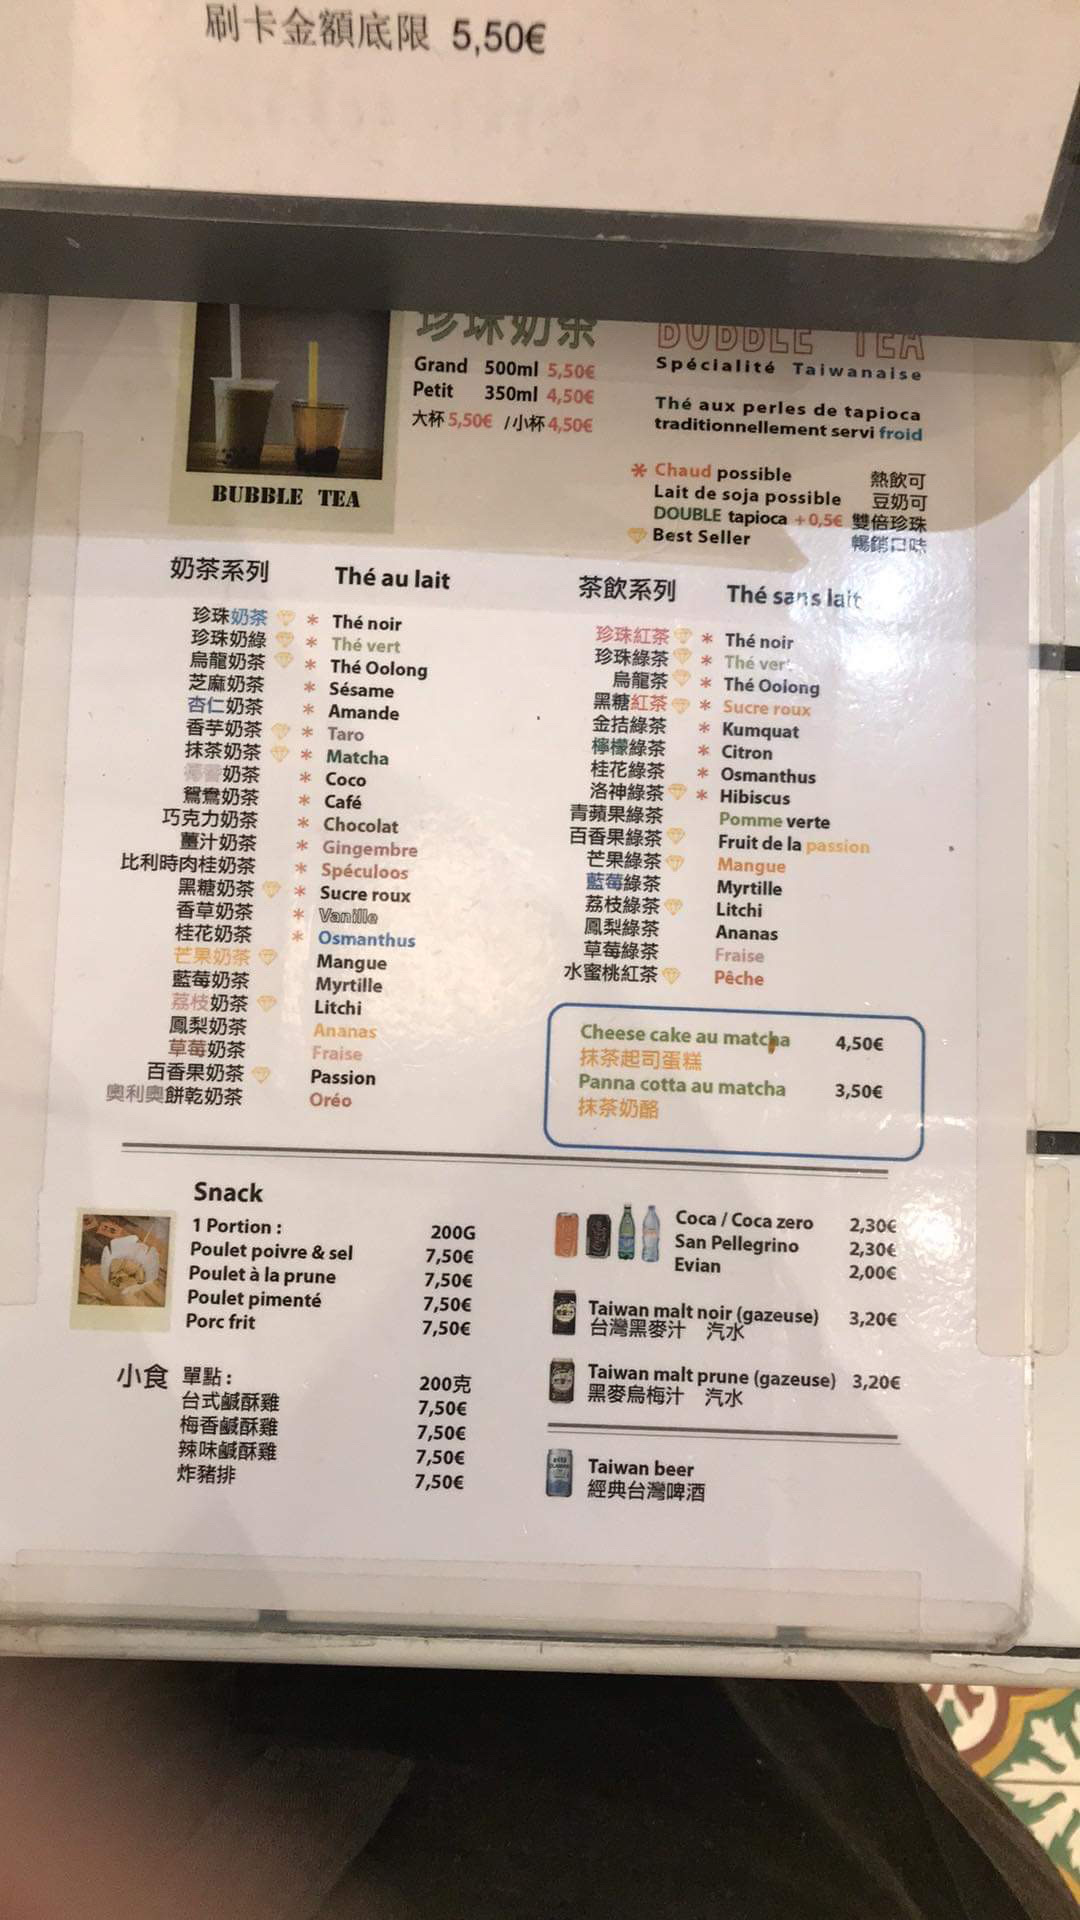 刷卡金額底限 5,50€
珍珠奶茶
Grand 500ml 5,50€
Petit 350ml 4,50€
大杯 5,50€ /小杯 4,50€
BUBBLE TEA
BUBBLE TEA
Spécialité Taiwanaise
Thé aux perles de tapioca
traditionnellement servi froid
* Chaud possible 熱飲可
Lait de soja possible 豆奶可
DOUBLE tapioca +0,5€ 雙倍珍珠
Best Seller 暢銷口味
奶茶系列 Thé au lait
珍珠奶茶 * Thé noir
珍珠奶綠 * Thé vert
烏龍奶茶 * Thé Oolong
芝麻奶茶 * Sésame
杏仁奶茶 * Amande
香芋奶茶 * Taro
抹茶奶茶 * Matcha
椰香奶茶 * Coco
鴛鴦奶茶 * Café
巧克力奶茶 * Chocolat
薑汁奶茶 * Gingembre
比利時肉桂奶茶 * Spéculoos
黑糖奶茶 * Sucre roux
香草奶茶 * Vanille
桂花奶茶 * Osmanthus
芒果奶茶 Mangue
藍莓奶茶 Myrtille
荔枝奶茶 Litchi
鳳梨奶茶 Ananas
草莓奶茶 Fraise
百香果奶茶 Passion
奧利奧餅乾奶茶 Oréo
茶飲系列 Thé sans lait
珍珠紅茶 * Thé noir
珍珠綠茶 * Thé vert
烏龍茶 * Thé Oolong
黑糖紅茶 * Sucre roux
金拮綠茶 * Kumquat
檸檬綠茶 * Citron
桂花綠茶 * Osmanthus
洛神綠茶 * Hibiscus
青蘋果綠茶 Pomme verte
百香果綠茶 Fruit de la passion
芒果綠茶 Mangue
藍莓綠茶 Myrtille
荔枝綠茶 Litchi
鳳梨綠茶 Ananas
草莓綠茶 Fraise
水蜜桃紅茶 Pêche
Cheese cake au matcha 4,50€
抹茶起司蛋糕
Panna cotta au matcha 3,50€
抹茶奶酪
Snack
1 Portion : 200G
Poulet poivre & sel 7,50€
Poulet à la prune 7,50€
Poulet pimenté 7,50€
Porc frit 7,50€
小食 單點 : 200克
台式鹹酥雞 7,50€
梅香鹹酥雞 7,50€
辣味鹹酥雞 7,50€
炸豬排 7,50€
Coca / Coca zero 2,30€
San Pellegrino 2,30€
Evian 2,00€
Taiwan malt noir (gazeuse) 3,20€
台灣黑麥汁 汽水
Taiwan malt prune (gazeuse) 3,20€
黑麥烏梅汁 汽水
Taiwan beer
經典台灣啤酒